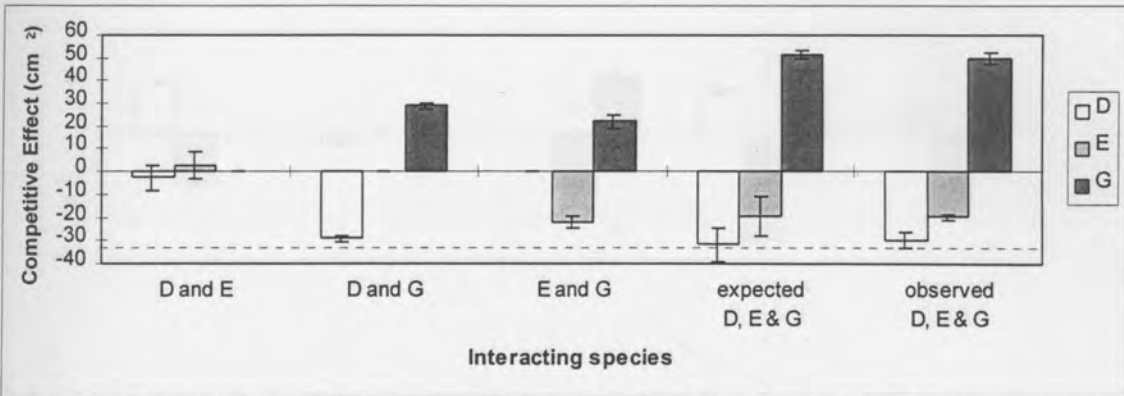 Competitive Effect (cm ²)
60
50
40
30
20
10
0
-10
-20
-30
-40
D and E
D and G
E and G
expected
D, E & G
observed
D, E & G
Interacting species
D
E
G